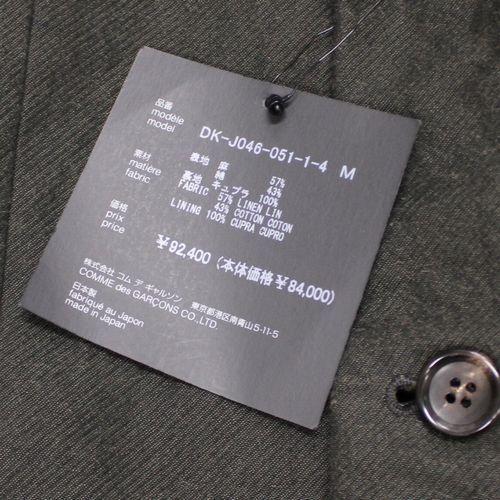 品番
modèle
model
DK-J046-051-1-4 M
素材
matière
fabric
表地 麻 57%
綿 43%
裏地 キュプラ 100%
FABRIC 57% LINEN LIN
43% COTTON COTON
LINING 100% CUPRA CUPRO
価格
prix
price
¥92,400 (本体価格¥84,000)
株式会社 コム デ ギャルソン 東京都港区南青山5-11-5
COMME des GARÇONS CO., LTD.
日本製
fabriqué au Japon
made in Japan